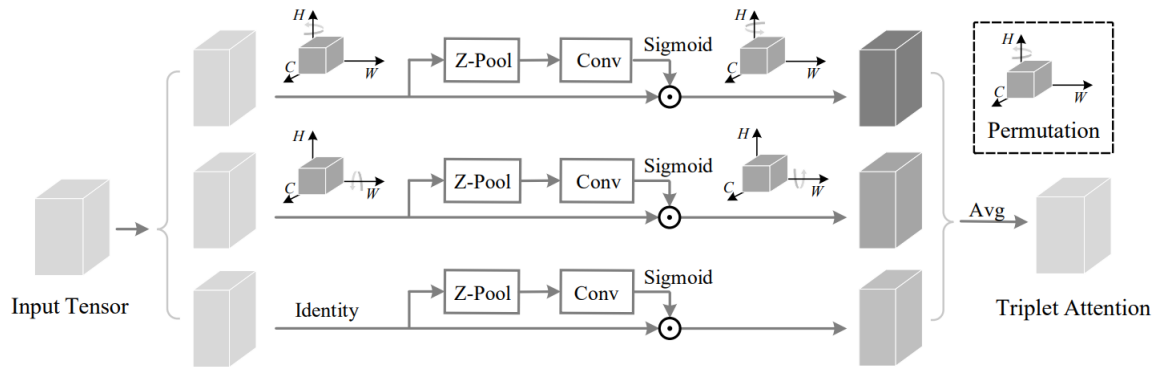 H
C
W
Z-Pool
Conv
Sigmoid
H
C
W
H
C
W
Permutation
H
C
W
Z-Pool
Conv
Sigmoid
H
C
W
Avg
Input Tensor
Identity
Z-Pool
Conv
Sigmoid
Triplet Attention